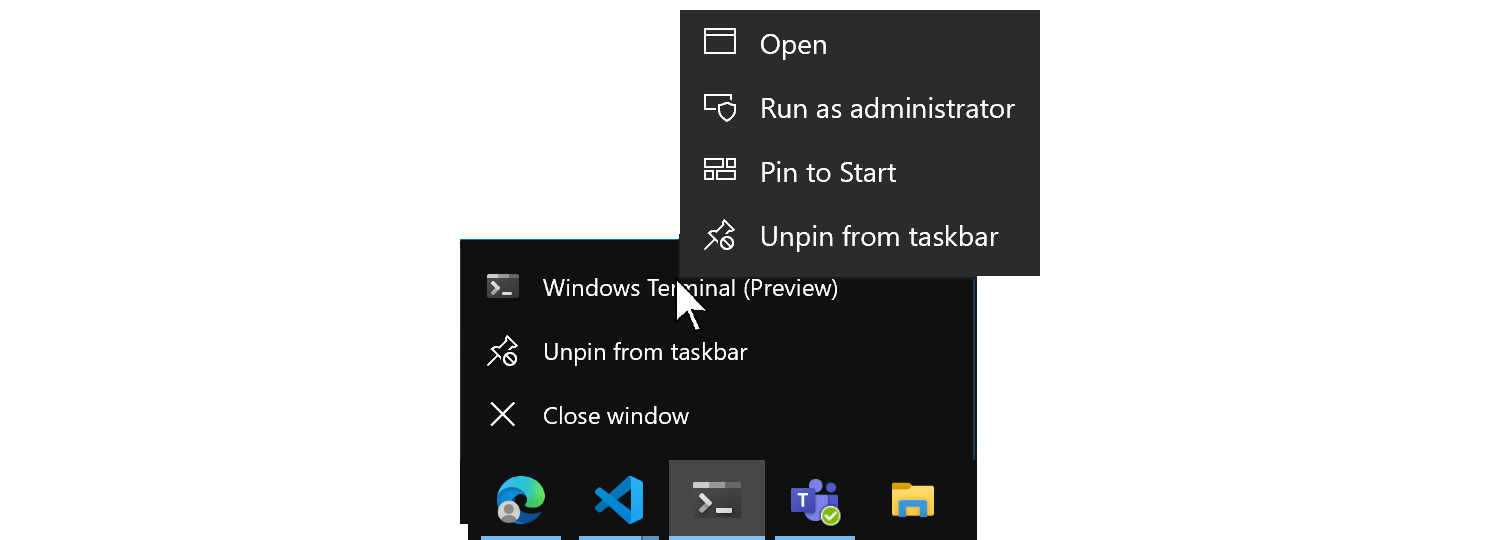 Open
Run as administrator
Pin to Start
Unpin from taskbar
Windows Terminal (Preview)
Unpin from taskbar
Close window
T